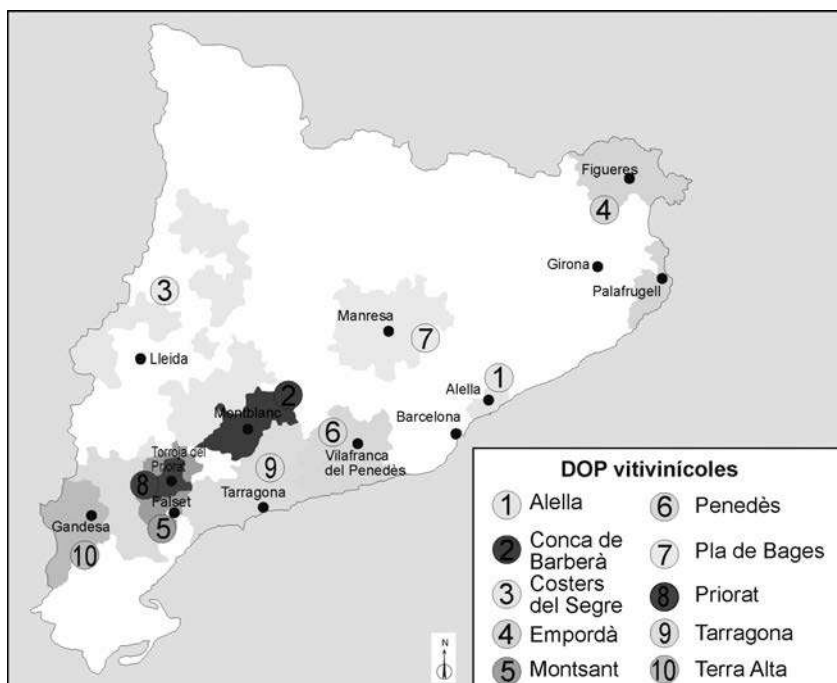 Figueres
4
Girona
Palafrugell
3
Manresa
7
Lleida
1
Alella
2
Montblanc
Barcelona
6
Vilafranca
del Penedès
Torroja del
Priorat
9
8
Tarragona
Falset
Gandesa
5
10
N
DOP vitivinícoles
1 Alella
2 Conca de
Barberà
3 Costers
del Segre
4 Empordà
5 Montsant
6 Penedès
7 Pla de Bages
8 Priorat
9 Tarragona
10 Terra Alta